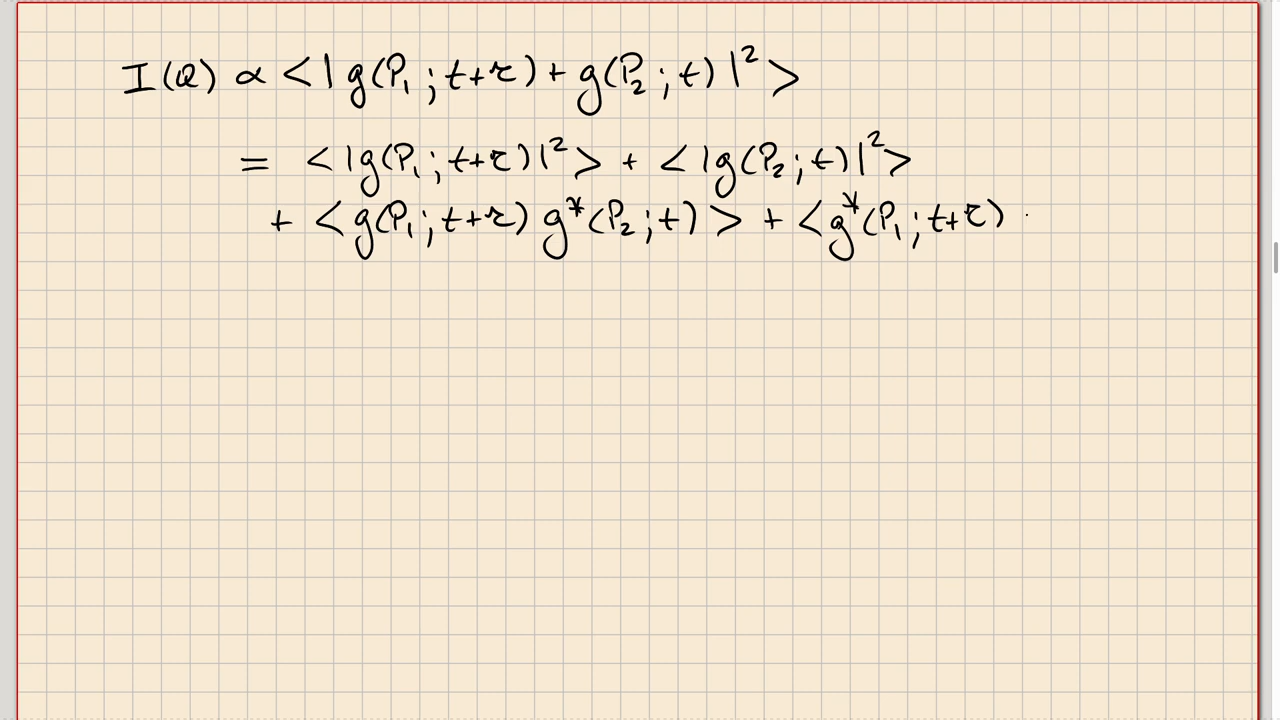 I(Q) ∝ < | g(P₁ ; t+τ) + g(P₂ ; t) |² >
= < |g(P₁ ; t+τ)|² > + < |g(P₂ ; t)|² >
+ < g(P₁ ; t+τ) g*(P₂ ; t) > + < g*(P₁ ; t+τ) ·